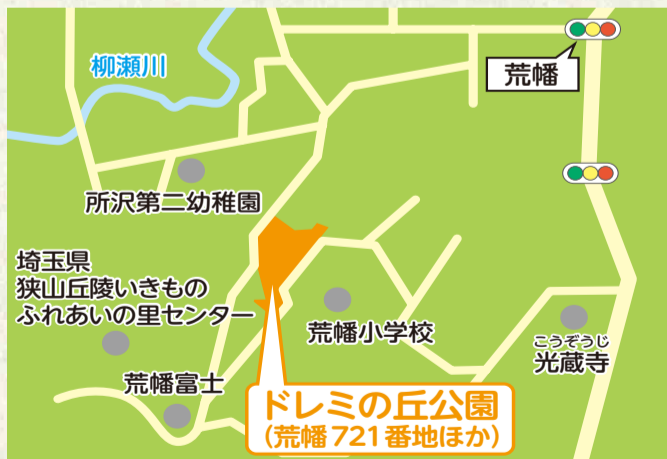 柳瀬川
荒幡
所沢第二幼稚園
埼玉県
狭山丘陵いきもの
ふれあいの里センター
荒幡小学校
こうぞうじ
光蔵寺
荒幡富士
ドレミの丘公園
(荒幡721番地ほか)